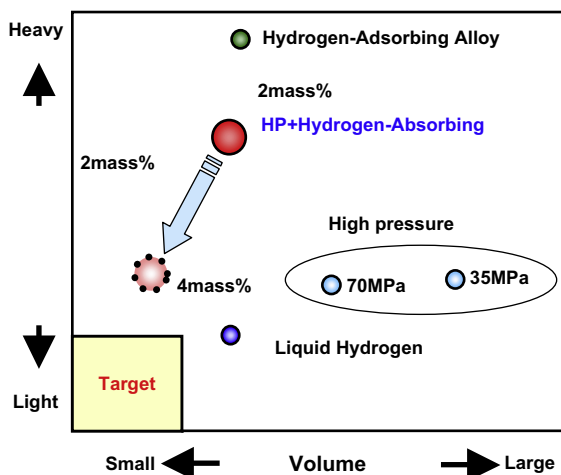 Heavy
Hydrogen-Adsorbing Alloy
2mass%
HP+Hydrogen-Absorbing
2mass%
High pressure
4mass%
70MPa
35MPa
Liquid Hydrogen
Target
Light
Small
Volume
Large